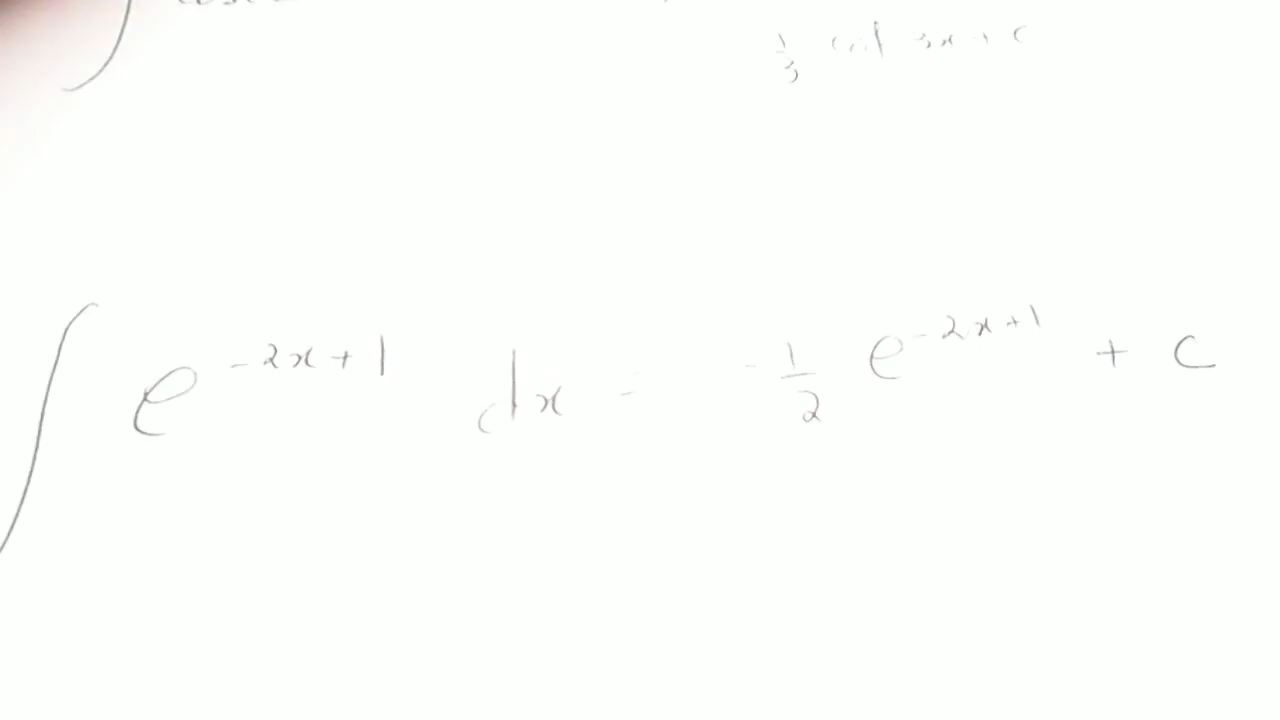 1/3 cot 3x + c
∫ e^{-2x+1} dx = -1/2 e^{-2x+1} + c